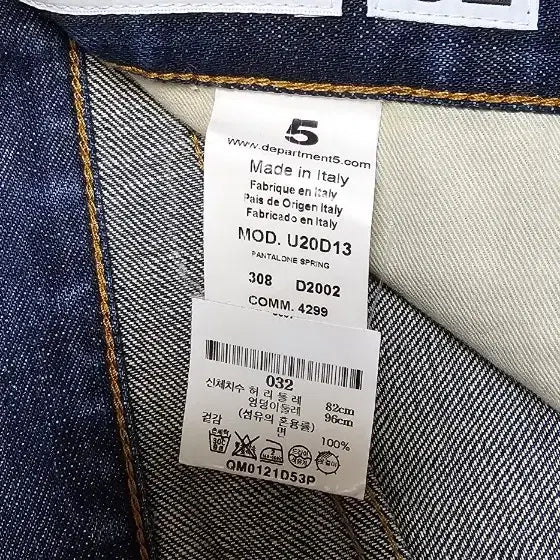 5
www.department5.com
Made in Italy
Fabriqué en Italy
Pais de Origen Italy
Fabricado en Italy
MOD. U20D13
PANTALONE SPRING
308 D2002
COMM. 4299
032
신체치수 허리둘레 82cm
엉덩이둘레 96cm
겉감 (섬유의 혼용률)
면 100%
QM0121D53P